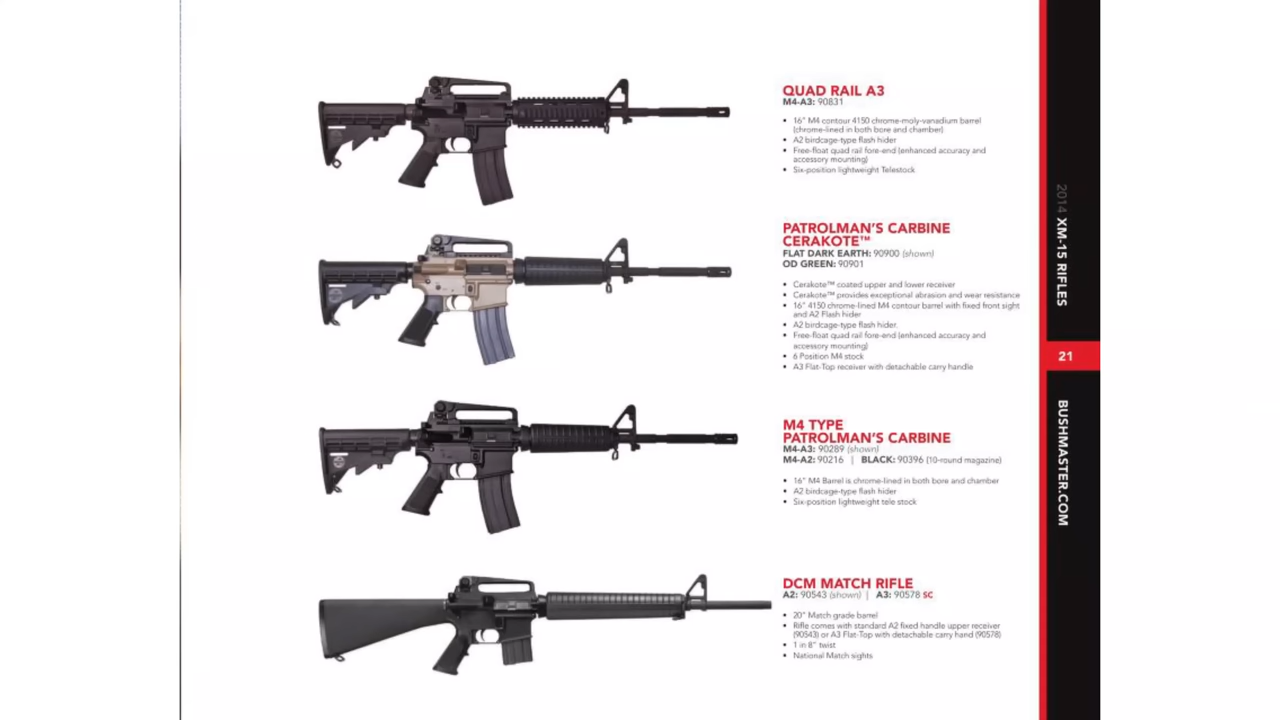 QUAD RAIL A3
M4-A3: 90831
• 16" M4 contour 4150 chrome-moly-vanadium barrel
(chrome-lined in both bore and chamber)
• A2 birdcage-type flash hider
• Free-float quad rail fore-end (enhanced accuracy and
accessory mounting)
• Six-position lightweight Telestock
PATROLMAN'S CARBINE
CERAKOTE™
FLAT DARK EARTH: 90900 (shown)
OD GREEN: 90901
• Cerakote™ coated upper and lower receiver
• Cerakote™ provides exceptional abrasion and wear resistance
• 16" 4150 chrome-lined M4 contour barrel with fixed front sight
and A2 Flash hider
• A2 birdcage-type flash hider.
• Free-float quad rail fore-end (enhanced accuracy and
accessory mounting)
• 6 Position M4 stock
• A3 Flat-Top receiver with detachable carry handle
M4 TYPE
PATROLMAN'S CARBINE
M4-A3: 90289 (shown)
M4-A2: 90216 | BLACK: 90396 (10-round magazine)
• 16" M4 Barrel is chrome-lined in both bore and chamber
• A2 birdcage-type flash hider
• Six-position lightweight tele stock
DCM MATCH RIFLE
A2: 90543 (shown) | A3: 90578 SC
• 20" Match grade barrel
• Rifle comes with standard A2 fixed handle upper receiver
(90543) or A3 Flat-Top with detachable carry hand (90578)
• 1 in 8" twist
• National Match sights
2014 XM-15 RIFLES
21
BUSHMASTER.COM